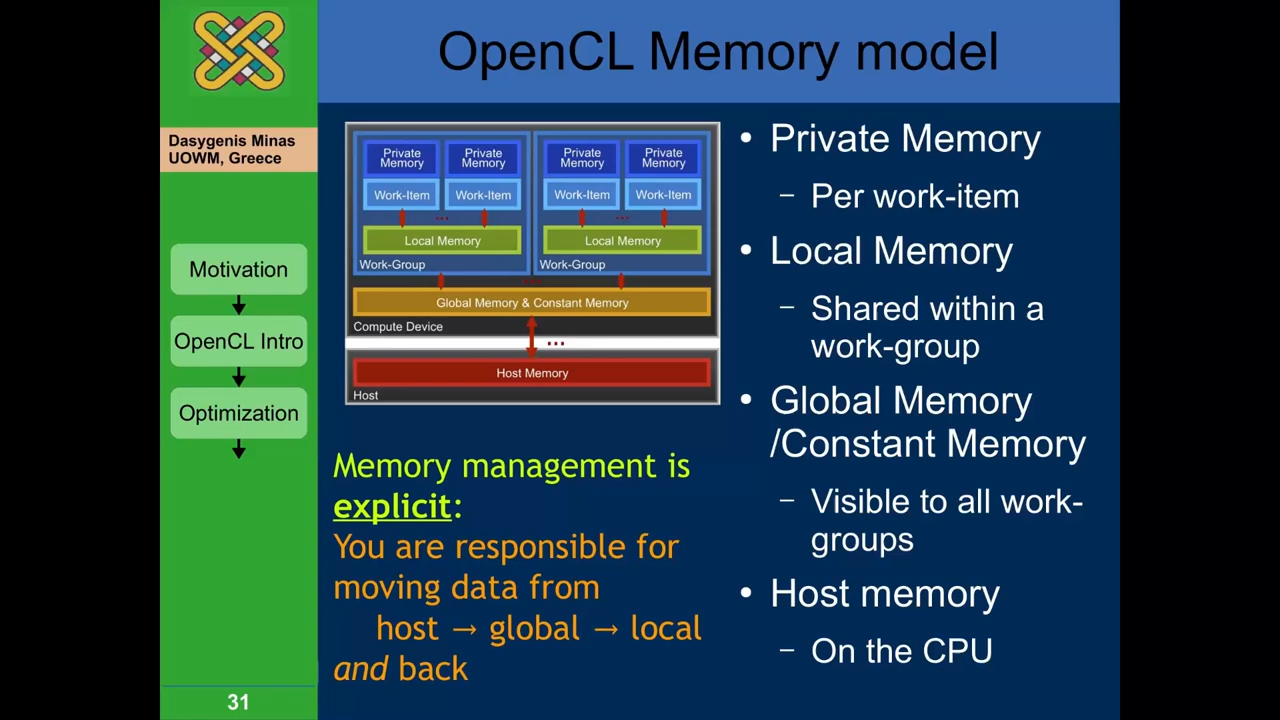 OpenCL Memory model
Dasygenis Minas
UOWM, Greece
Motivation
OpenCL Intro
Optimization
31
Private
Memory
Private
Memory
Private
Memory
Private
Memory
Work-Item
Work-Item
Work-Item
Work-Item
...
...
Local Memory
Local Memory
Work-Group
Work-Group
...
Global Memory & Constant Memory
Compute Device
...
Host Memory
Host
Memory management is
explicit:
You are responsible for
moving data from
host → global → local
and back
• Private Memory
– Per work-item
• Local Memory
– Shared within a
work-group
• Global Memory
/Constant Memory
– Visible to all work-
groups
• Host memory
– On the CPU